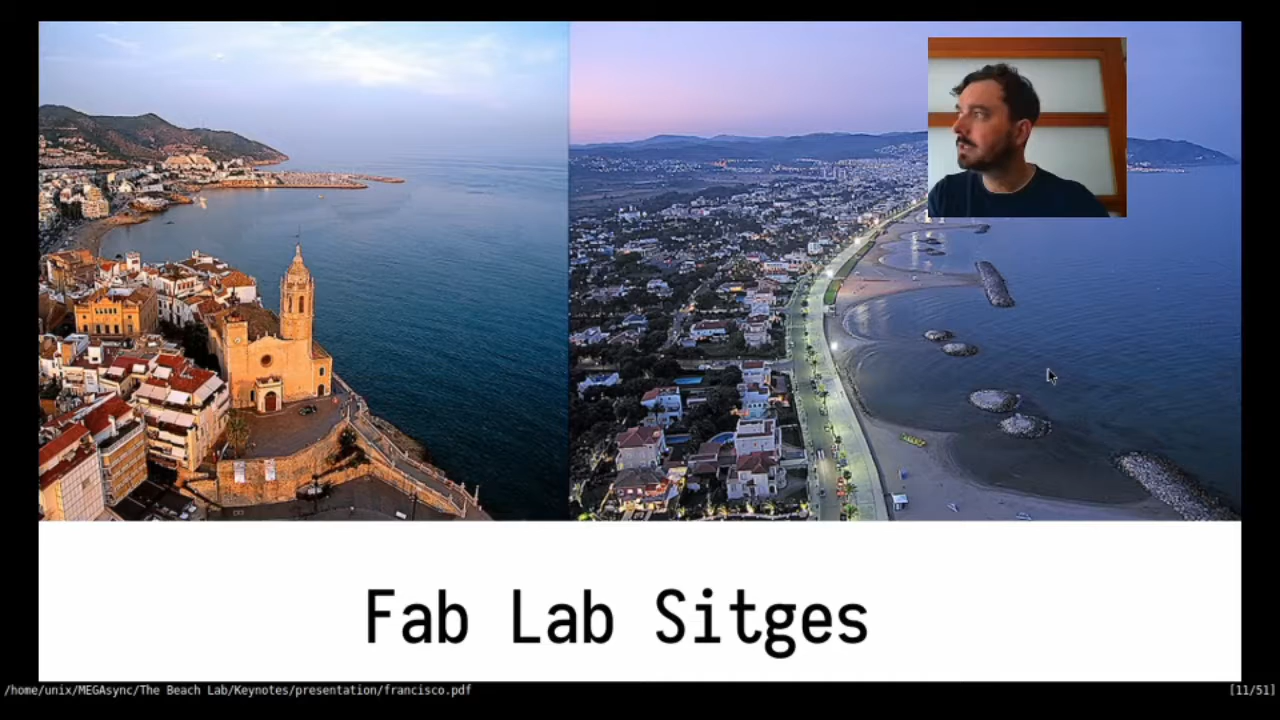 Fab Lab Sitges
/home/unix/MEGAsync/The Beach Lab/Keynotes/presentation/francisco.pdf
[11/51]